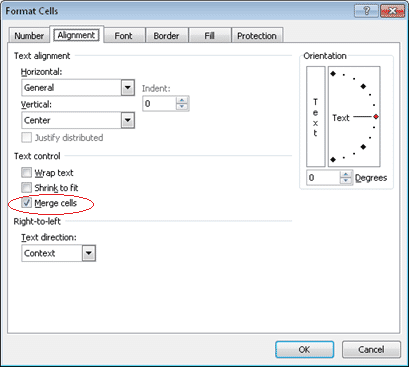 Format Cells
Number Alignment Font Border Fill Protection
Text alignment
Horizontal:
General
Indent:
Vertical:
0
Center
Justify distributed
Text control
Wrap text
Shrink to fit
Merge cells
Right-to-left
Text direction:
Context
Orientation
Text
Text
0 Degrees
OK Cancel